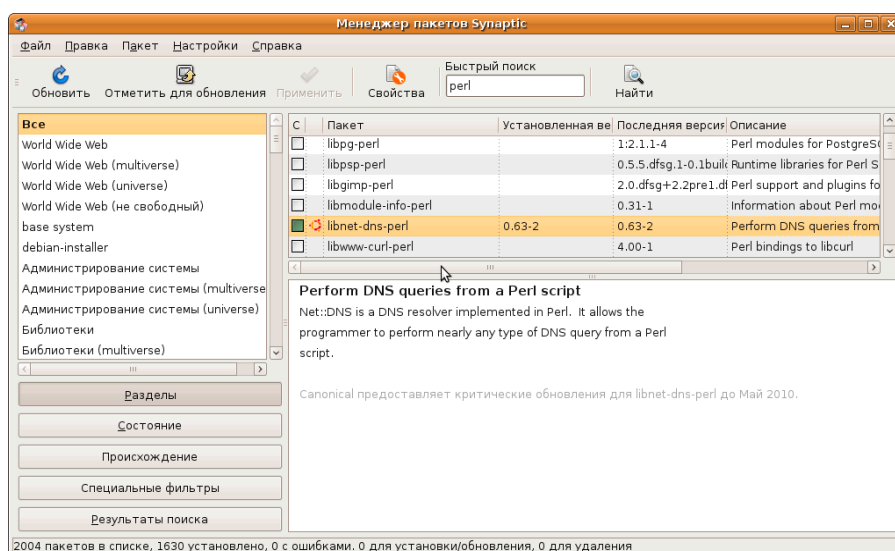 Менеджер пакетов Synaptic
Файл Правка Пакет Настройки Справка
Быстрый поиск
Обновить Отметить для обновления Применить Свойства perl Найти
Все
World Wide Web
World Wide Web (multiverse)
World Wide Web (universe)
World Wide Web (не свободный)
base system
debian-installer
Администрирование системы
Администрирование системы (multiverse
Администрирование системы (universe)
Библиотеки
Библиотеки (multiverse)
Разделы
Состояние
Происхождение
Специальные фильтры
Результаты поиска
С Пакет Установленная ве Последняя версия Описание
libpg-perl 1:2.1.1-4 Perl modules for PostgreS
libpsp-perl 0.5.5.dfsg.1-0.1buil Runtime libraries for Perl S
libgimp-perl 2.0.dfsg+2.2pre1.d Perl support and plugins fo
libmodule-info-perl 0.31-1 Information about Perl mo
libnet-dns-perl 0.63-2 0.63-2 Perform DNS queries from
libwww-curl-perl 4.00-1 Perl bindings to libcurl
Perform DNS queries from a Perl script
Net::DNS is a DNS resolver implemented in Perl. It allows the
programmer to perform nearly any type of DNS query from a Perl
script.
Canonical предоставляет критические обновления для libnet-dns-perl до Май 2010.
2004 пакетов в списке, 1630 установлено, 0 с ошибками. 0 для установки/обновления, 0 для удаления